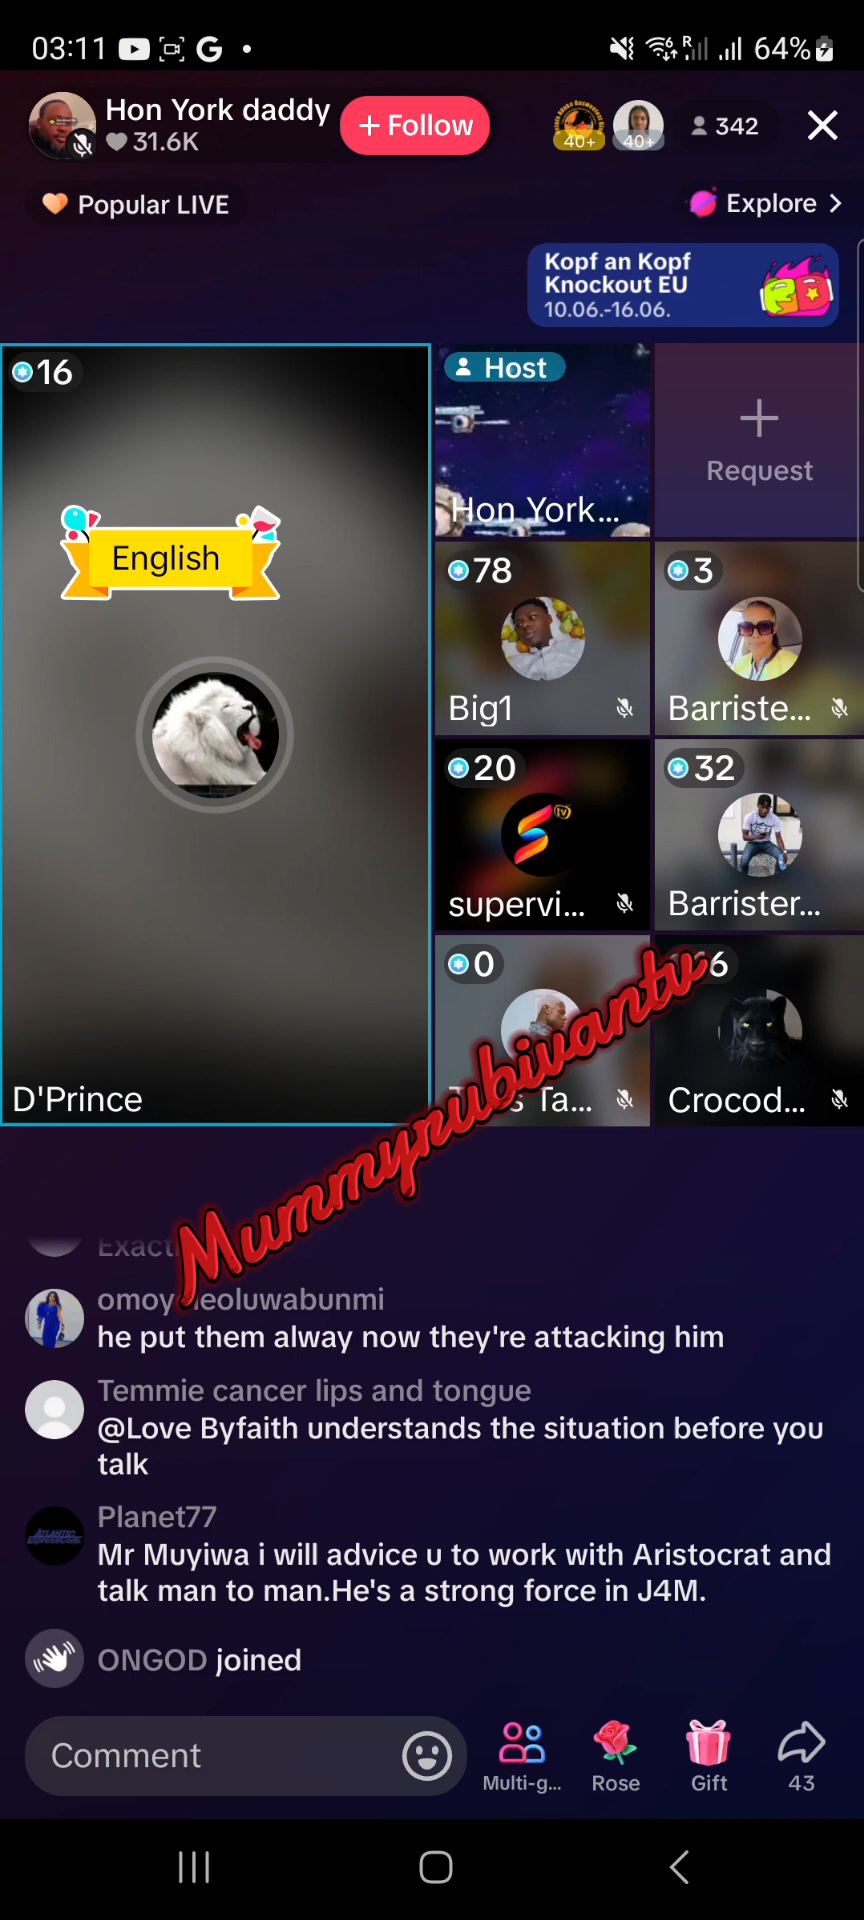 03:11
G
R
64%
Hon York daddy
31.6K
+ Follow
40+
40+
342
Popular LIVE
Explore >
Kopf an Kopf
Knockout EU
10.06.-16.06.
16
English
D'Prince
Host
Hon York...
Request
78
Big1
3
Barriste...
20
tv
supervi...
32
Barrister...
0
Ta...
6
Crocod...
Mummyrubivantv
he put them alway now they're attacking him
Temmie cancer lips and tongue
@Love Byfaith understands the situation before you
talk
Planet77
Mr Muyiwa i will advice u to work with Aristocrat and
talk man to man.He's a strong force in J4M.
ONGOD joined
Comment
Multi-g...
Rose
Gift
43